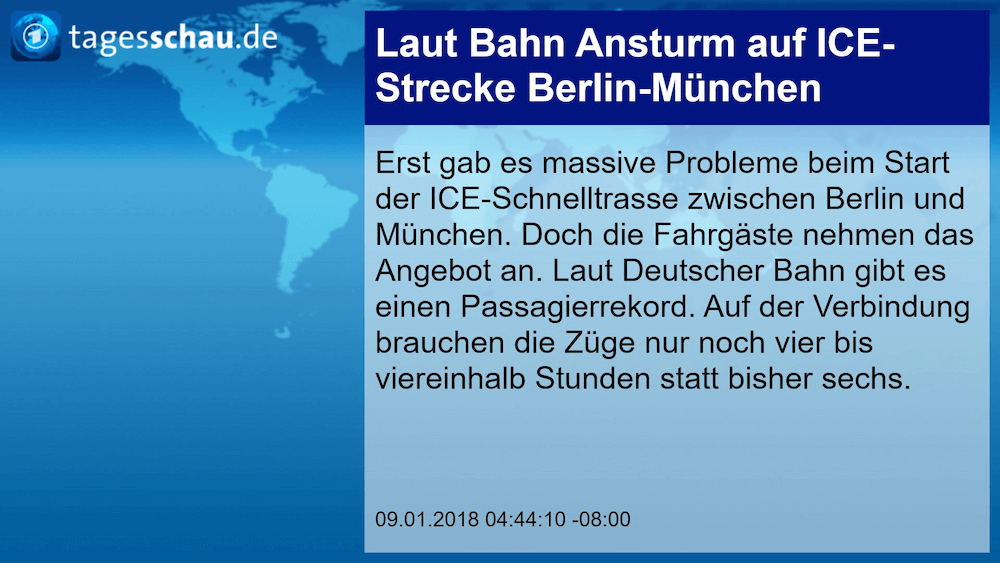 tagesschau.de
Laut Bahn Ansturm auf ICE-
Strecke Berlin-München
Erst gab es massive Probleme beim Start
der ICE-Schnelltrasse zwischen Berlin und
München. Doch die Fahrgäste nehmen das
Angebot an. Laut Deutscher Bahn gibt es
einen Passagierrekord. Auf der Verbindung
brauchen die Züge nur noch vier bis
viereinhalb Stunden statt bisher sechs.
09.01.2018 04:44:10 -08:00